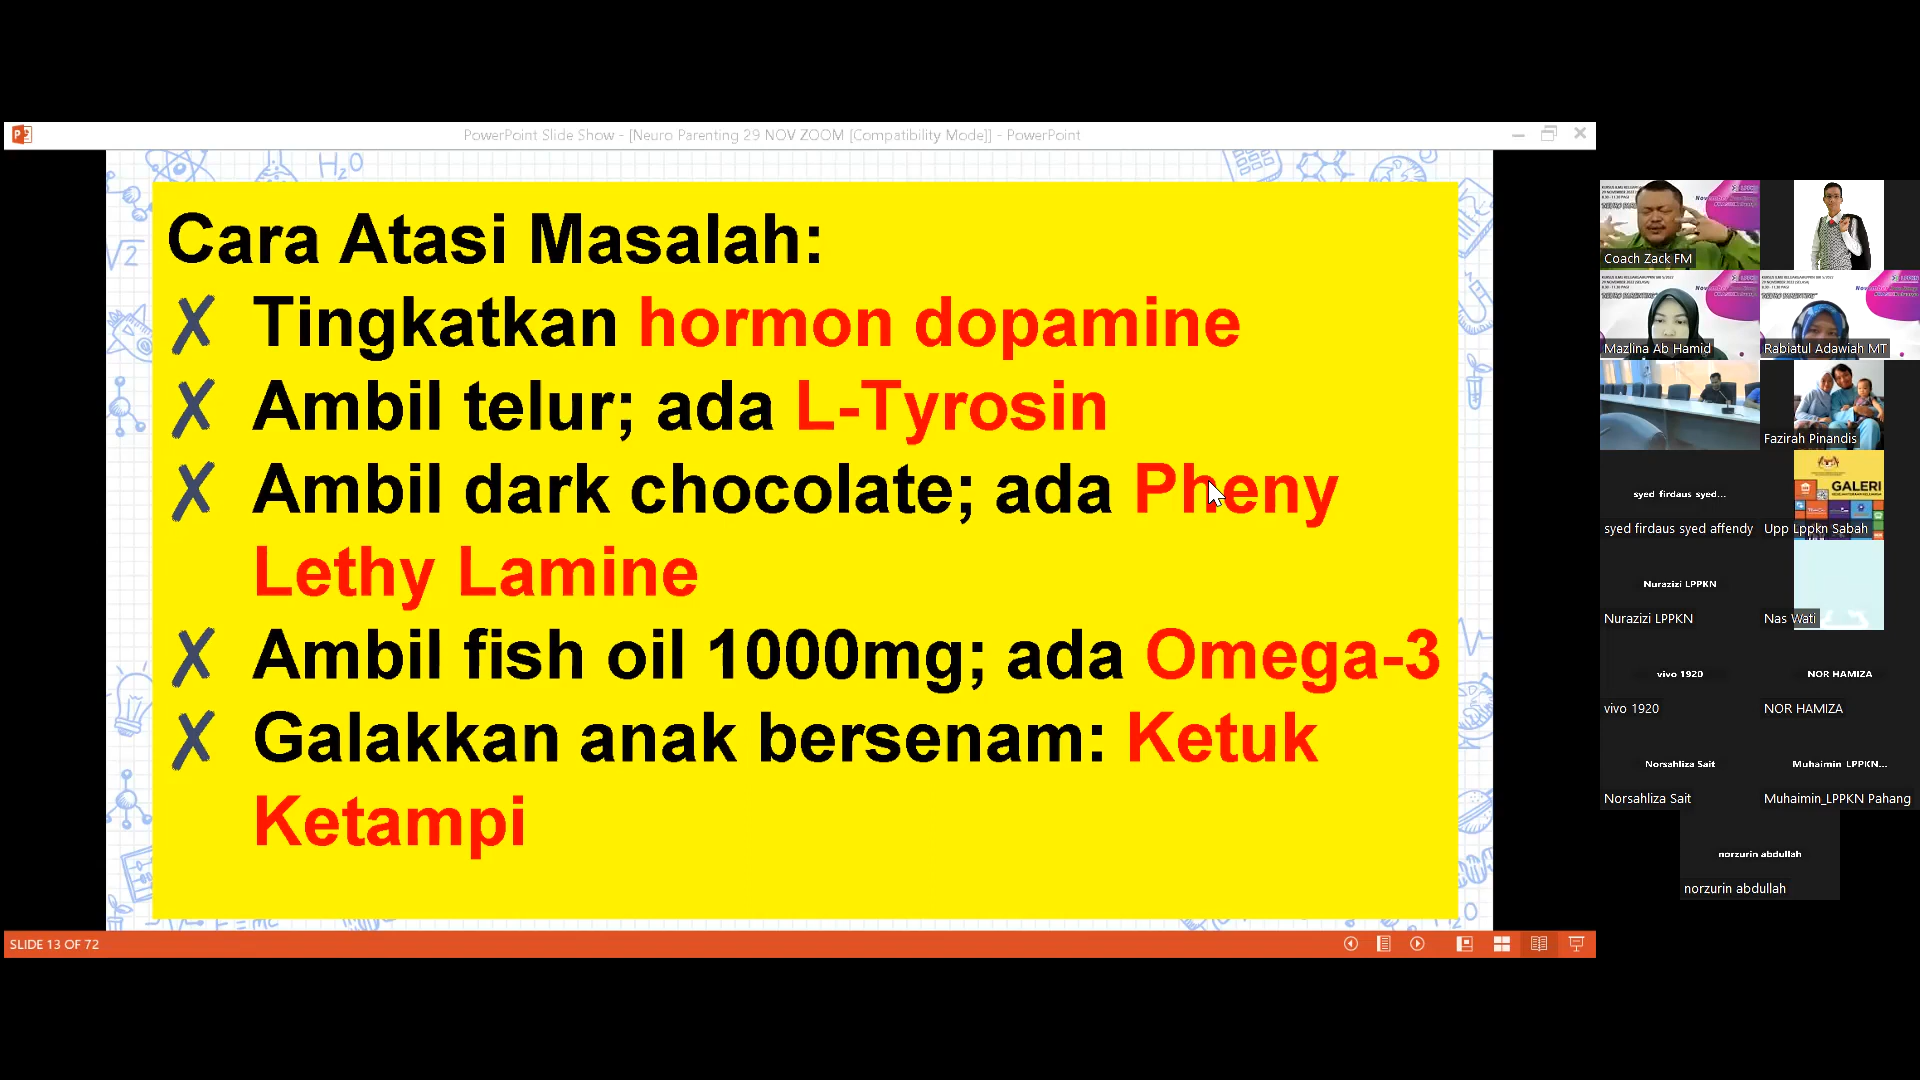 PowerPoint Slide Show - [Neuro Parenting 29 NOV ZOOM [Compatibility Mode]] - PowerPoint
H₂O
√2
Cara Atasi Masalah:
✗ Tingkatkan hormon dopamine
✗ Ambil telur; ada L-Tyrosin
✗ Ambil dark chocolate; ada Pheny
Lethy Lamine
✗ Ambil fish oil 1000mg; ada Omega-3
✗ Galakkan anak bersenam: Ketuk
Ketampi
SLIDE 13 OF 72
Coach Zack FM
Mazlina Ab Hamid
Rabiatul Adawiah MT
Fazirah Pinandis
syed firdaus syed...
syed firdaus syed affendy
GALERI
Upp Lppkn Sabah
Nurazizi LPPKN
Nurazizi LPPKN
Nas Wati
vivo 1920
vivo 1920
NOR HAMIZA
NOR HAMIZA
Norsahliza Sait
Norsahliza Sait
Muhaimin_LPPKN...
Muhaimin_LPPKN Pahang
norzurin abdullah
norzurin abdullah